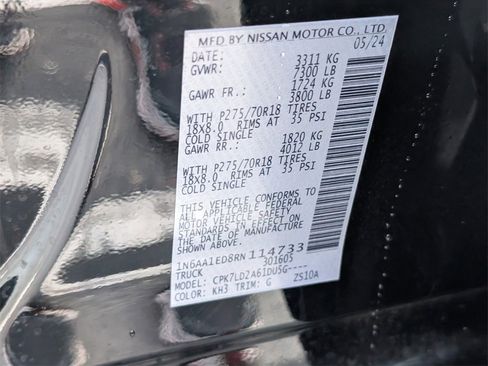 MFD BY NISSAN MOTOR CO., LTD.
DATE: 05/24
GVWR: 3311 KG
7300 LB
GAWR FR.: 1724 KG
3800 LB
WITH P275/70R18 TIRES
18X8.0 RIMS AT 35 PSI
COLD SINGLE
GAWR RR.: 1820 KG
4012 LB
WITH P275/70R18 TIRES
18X8.0 RIMS AT 35 PSI
COLD SINGLE
THIS VEHICLE CONFORMS TO
ALL APPLICABLE FEDERAL
MOTOR VEHICLE SAFETY
STANDARDS IN EFFECT ON
THE DATE OF MANUFACTURE
SHOWN ABOVE.
1N6AA1ED8RN114733
TRUCK 301605
MODEL: CPK7LD2A61DU5G----
COLOR: KH3 TRIM: G ZS10A